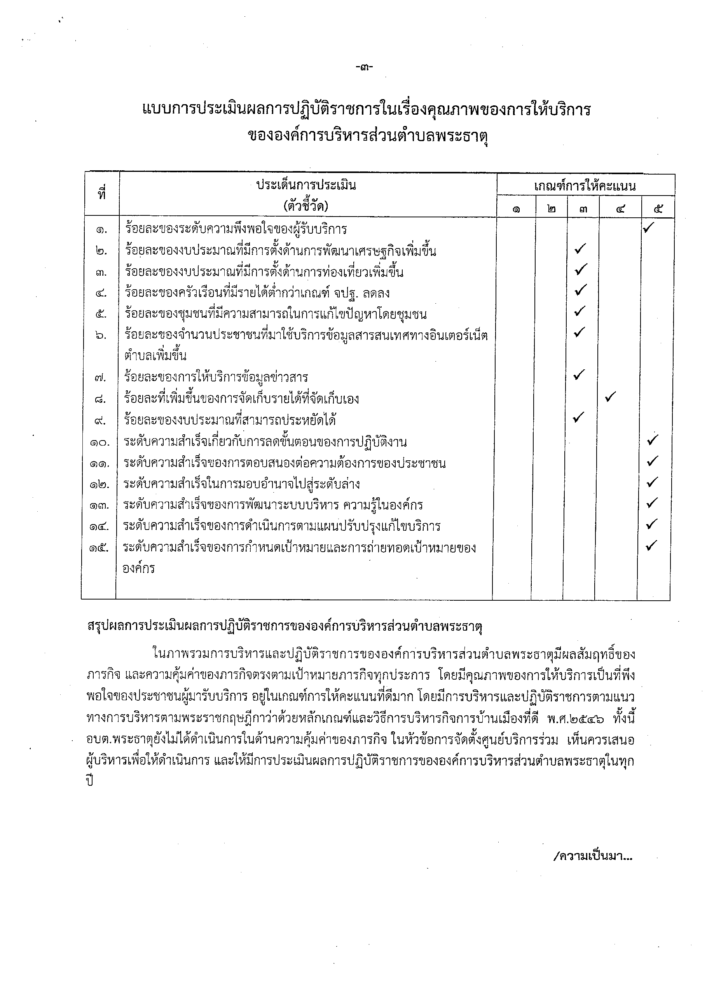 -๓-
แบบการประเมินผลการปฏิบัติราชการในเรื่องคุณภาพของการให้บริการ
ขององค์การบริหารส่วนตำบลพระธาตุ
ที่ ประเด็นการประเมิน เกณฑ์การให้คะแนน
(ตัวชี้วัด) ๑ ๒ ๓ ๔ ๕
๑. ร้อยละของระดับความพึงพอใจของผู้รับบริการ ✓
๒. ร้อยละของงบประมาณที่มีการตั้งด้านการพัฒนาเศรษฐกิจเพิ่มขึ้น ✓
๓. ร้อยละของงบประมาณที่มีการตั้งด้านการท่องเที่ยวเพิ่มขึ้น ✓
๔. ร้อยละของครัวเรือนที่มีรายได้ต่ำกว่าเกณฑ์ จปฐ. ลดลง ✓
๕. ร้อยละของชุมชนที่มีความสามารถในการแก้ไขปัญหาโดยชุมชน ✓
๖. ร้อยละของจำนวนประชาชนที่มาใช้บริการข้อมูลสารสนเทศทางอินเตอร์เน็ต ✓
ตำบลเพิ่มขึ้น
๗. ร้อยละของการให้บริการข้อมูลข่าวสาร ✓
๘. ร้อยละที่เพิ่มขึ้นของการจัดเก็บรายได้ที่จัดเก็บเอง ✓
๙. ร้อยละของงบประมาณที่สามารถประหยัดได้ ✓
๑๐. ระดับความสำเร็จเกี่ยวกับการลดขั้นตอนของการปฏิบัติงาน ✓
๑๑. ระดับความสำเร็จของการตอบสนองต่อความต้องการของประชาชน ✓
๑๒. ระดับความสำเร็จในการมอบอำนาจไปสู่ระดับล่าง ✓
๑๓. ระดับความสำเร็จของการพัฒนาระบบบริหาร ความรู้ในองค์กร ✓
๑๔. ระดับความสำเร็จของการดำเนินการตามแผนปรับปรุงแก้ไขบริการ ✓
๑๕. ระดับความสำเร็จของการกำหนดเป้าหมายและการถ่ายทอดเป้าหมายของ ✓
องค์กร
สรุปผลการประเมินผลการปฏิบัติราชการขององค์การบริหารส่วนตำบลพระธาตุ
ในภาพรวมการบริหารและปฏิบัติราชการขององค์การบริหารส่วนตำบลพระธาตุมีผลสัมฤทธิ์ของ
ภารกิจ และความคุ้มค่าของภารกิจตรงตามเป้าหมายภารกิจทุกประการ โดยมีคุณภาพของการให้บริการเป็นที่พึง
พอใจของประชาชนผู้มารับบริการ อยู่ในเกณฑ์การให้คะแนนที่ดีมาก โดยมีการบริหารและปฏิบัติราชการตามแนว
ทางการบริหารตามพระราชกฤษฎีกาว่าด้วยหลักเกณฑ์และวิธีการบริหารกิจการบ้านเมืองที่ดี พ.ศ.๒๕๔๖ ทั้งนี้
อบต.พระธาตุยังไม่ได้ดำเนินการในด้านความคุ้มค่าของภารกิจ ในหัวข้อการจัดตั้งศูนย์บริการร่วม เห็นควรเสนอ
ผู้บริหารเพื่อให้ดำเนินการ และให้มีการประเมินผลการปฏิบัติราชการขององค์การบริหารส่วนตำบลพระธาตุในทุก
ปี
/ความเป็นมา...